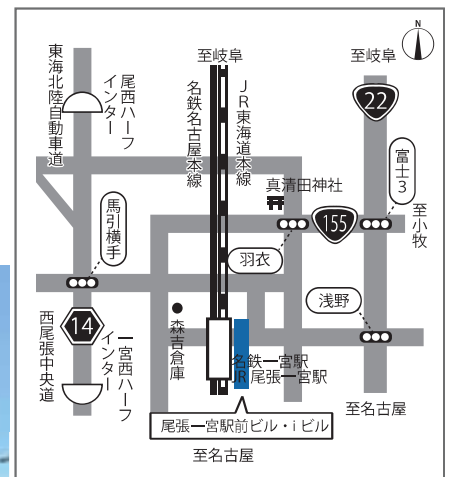 N
至岐阜
至岐阜
東海北陸自動車道
尾西ハーフ
インター
名鉄名古屋本線
JR東海道本線
22
富士3
真清田神社
馬引横手
155
至小牧
羽衣
浅野
14
西尾張中央道
一宮西ハーフ
インター
森吉倉庫
名鉄一宮駅
JR 尾張一宮駅
至名古屋
尾張一宮駅前ビル・iビル
至名古屋